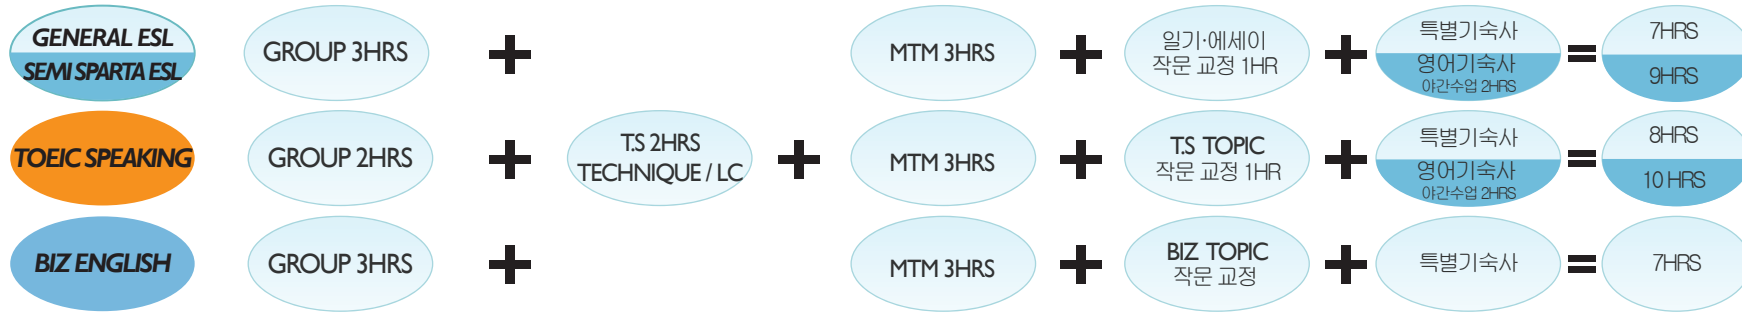 GENERAL ESL
SEMI SPARTA ESL
GROUP 3HRS
+
MTM 3HRS
+
일기·에세이
작문 교정 1HR
+
특별기숙사
영어기숙사
야간수업 2HRS
=
7HRS
9HRS
TOEIC SPEAKING
GROUP 2HRS
+
T.S 2HRS
TECHNIQUE / LC
+
MTM 3HRS
+
T.S TOPIC
작문 교정 1HR
+
특별기숙사
영어기숙사
야간수업 2HRS
=
8HRS
10 HRS
BIZ ENGLISH
GROUP 3HRS
+
MTM 3HRS
+
BIZ TOPIC
작문 교정
+
특별기숙사
=
7HRS